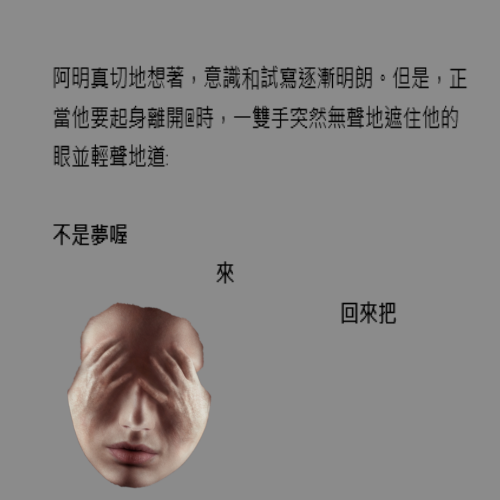 阿明真切地想著，意識和試寫逐漸明朗。但是，正
當他要起身離開@時，一雙手突然無聲地遮住他的
眼並輕聲地道:
不是夢喔
來
回來把